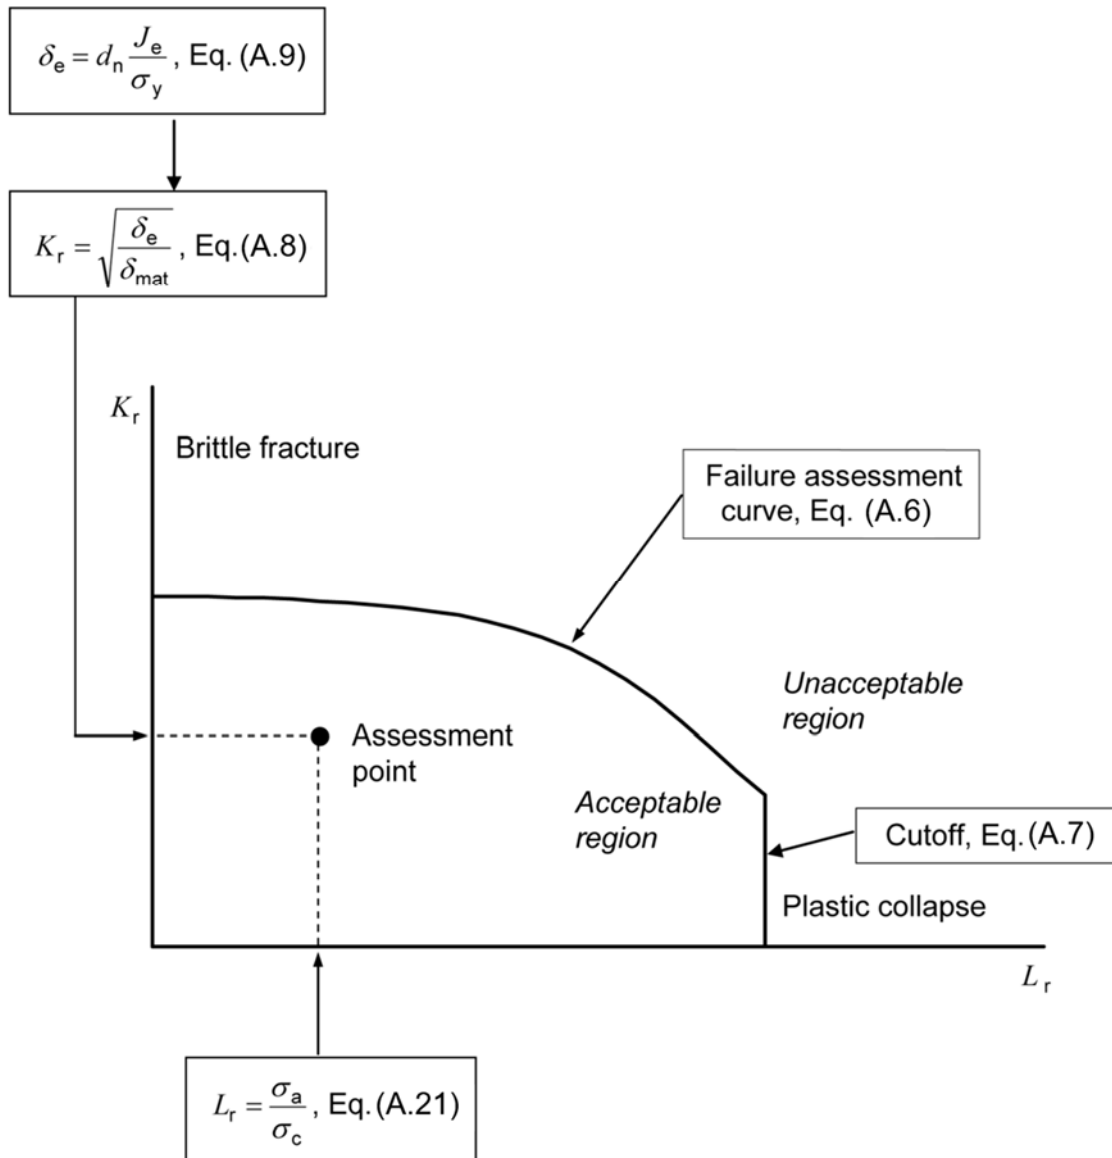 δe = dn Je/σy , Eq. (A.9)
Kr = √(δe/δmat) , Eq.(A.8)
Kr
Brittle fracture
Failure assessment
curve, Eq. (A.6)
Unacceptable
region
Assessment
point
Acceptable
region
Cutoff, Eq.(A.7)
Plastic collapse
Lr
Lr = σa/σc , Eq.(A.21)